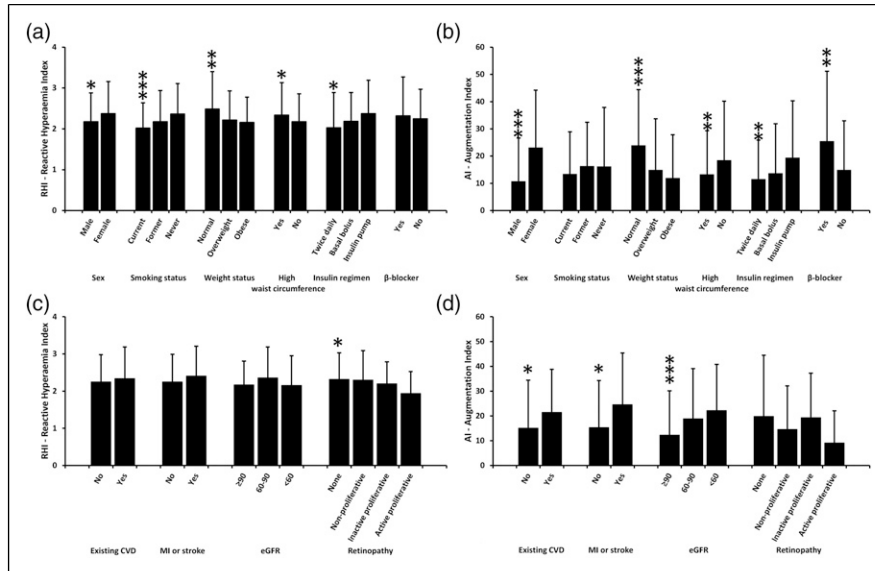 (a)
RHI - Reactive Hyperaemia Index
4
3
2
1
0
*
***
**
*
*
Male
Female
Current
Former
Never
Normal
Overweight
Obese
Yes
No
Twice daily
Basal bolus
Insulin pump
Yes
No
Sex
Smoking status
Weight status
High
waist circumference
Insulin regimen
β-blocker
(b)
AI - Augmentation Index
60
50
40
30
20
10
0
***
***
**
**
**
Male
Female
Current
Former
Never
Normal
Overweight
Obese
Yes
No
Twice daily
Basal bolus
Insulin pump
Yes
No
Sex
Smoking status
Weight status
High
waist circumference
Insulin regimen
β-blocker
(c)
RHI - Reactive Hyperaemia Index
4
3
2
1
0
*
No
Yes
No
Yes
≥90
60-90
<60
None
Non-proliferative
Inactive proliferative
Active proliferative
Existing CVD
MI or stroke
eGFR
Retinopathy
(d)
AI - Augmentation Index
60
50
40
30
20
10
0
*
*
***
No
Yes
No
Yes
≥90
60-90
<60
None
Non-proliferative
Inactive proliferative
Active proliferative
Existing CVD
MI or stroke
eGFR
Retinopathy